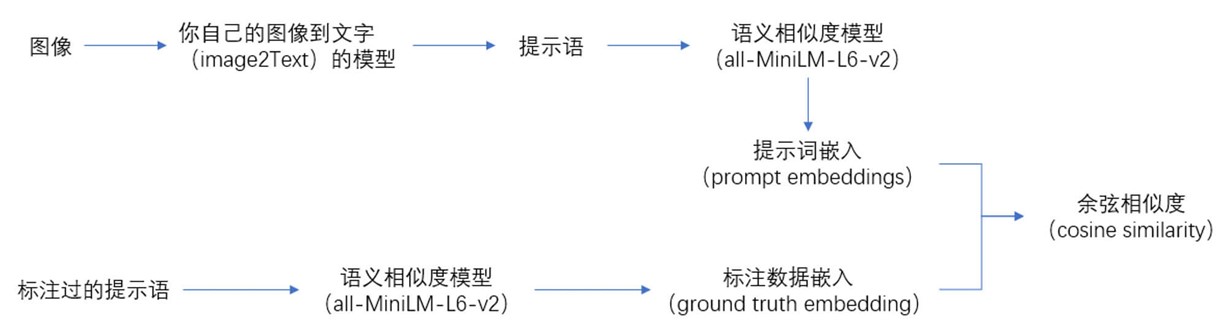 图像
你自己的图像到文字
（image2Text）的模型
提示语
语义相似度模型
（all-MiniLM-L6-v2）
提示词嵌入
（prompt embeddings）
余弦相似度
（cosine similarity）
标注过的提示语
语义相似度模型
（all-MiniLM-L6-v2）
标注数据嵌入
（ground truth embedding）